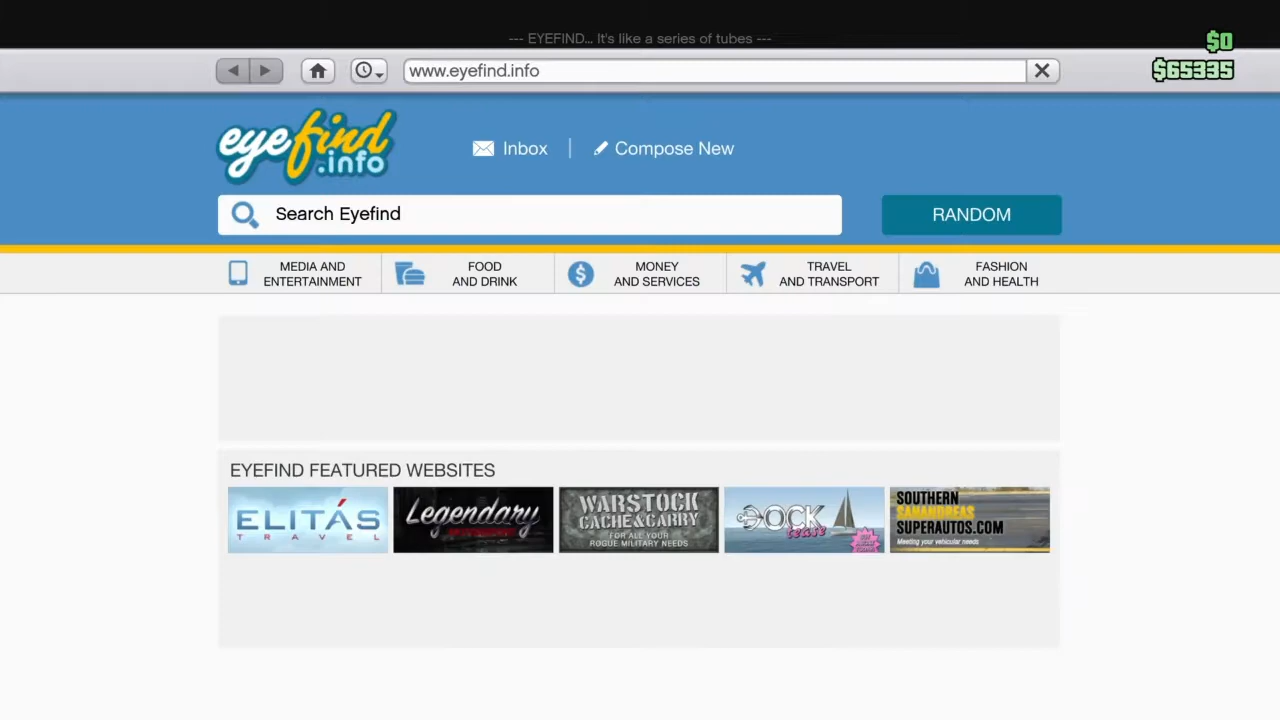 --- EYEFIND... It's like a series of tubes ---
$0
www.eyefind.info
$65335
eyefind
.info
Inbox
Compose New
Search Eyefind
RANDOM
MEDIA AND
ENTERTAINMENT
FOOD
AND DRINK
MONEY
AND SERVICES
TRAVEL
AND TRANSPORT
FASHION
AND HEALTH
EYEFIND FEATURED WEBSITES
ELITÁS
TRAVEL
Legendary
WARSTOCK
CACHE&CARRY
FOR ALL YOUR
ROGUE MILITARY NEEDS
DOCK
tease
SOUTHERN
SANANDREAS
SUPERAUTOS.COM
Meeting your vehicular needs